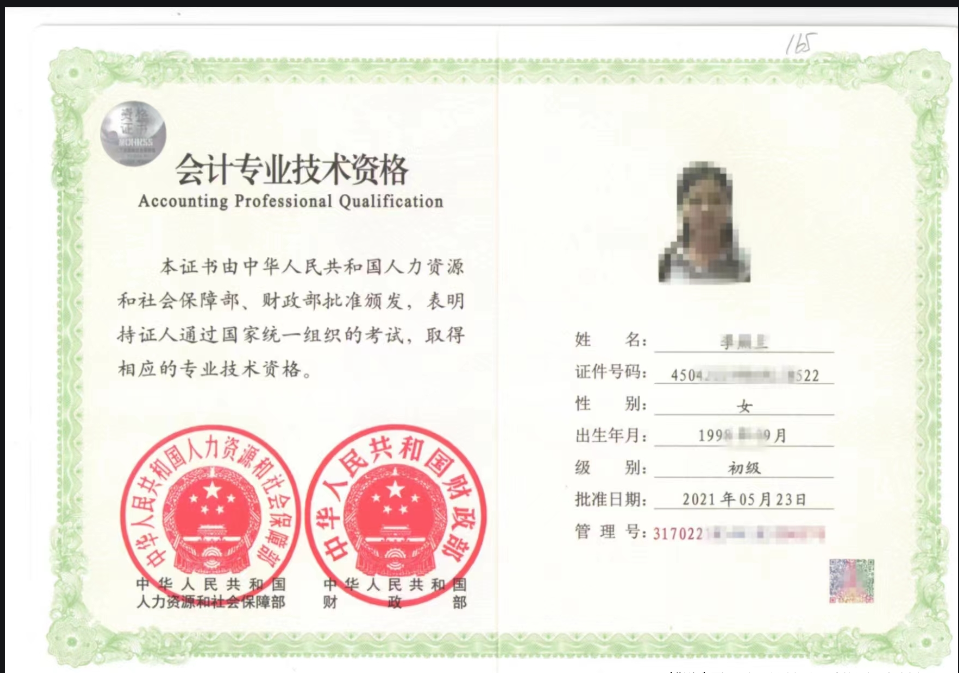 165
资格
证书
MOHRSS
会计专业技术资格
Accounting Professional Qualification
本证书由中华人民共和国人力资源
和社会保障部、财政部批准颁发，表明
持证人通过国家统一组织的考试，取得
相应的专业技术资格。
中华人民共和国人力资源和社会保障部
中华人民共和国财政部
中华人民共和国
人力资源和社会保障部
中华人民共和国
财政部
姓名：
证件号码： 4504 522
性别： 女
出生年月： 199 9月
级别： 初级
批准日期： 2021年05月23日
管理号： 317022